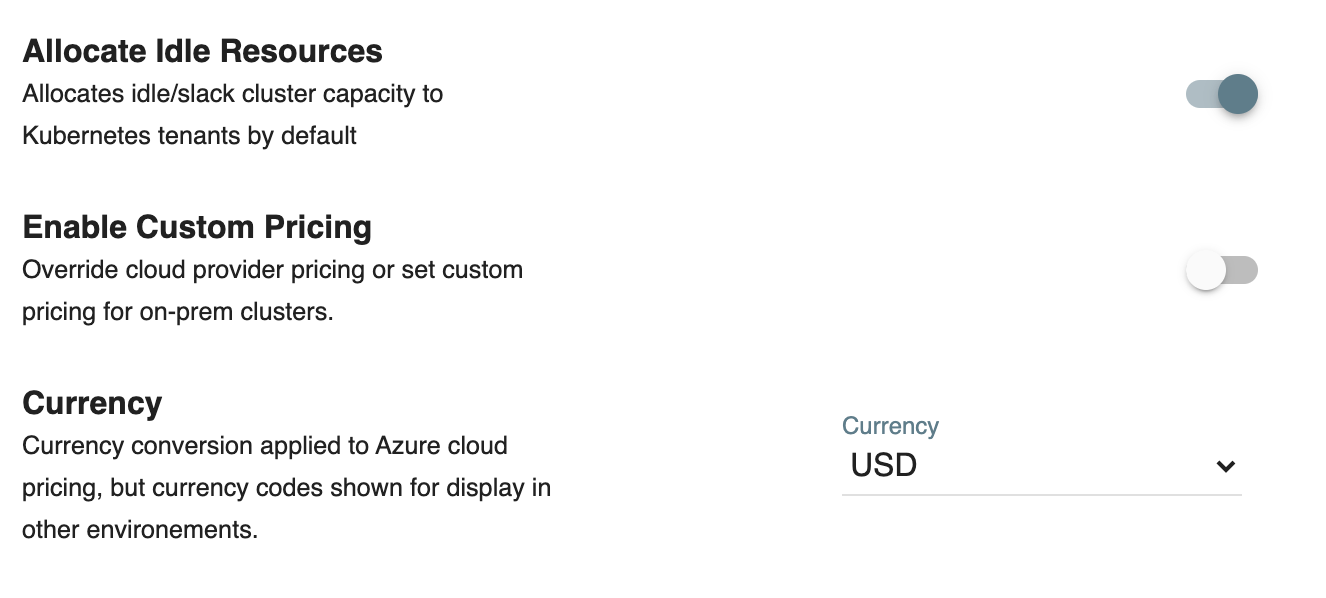 Allocate Idle Resources
Allocates idle/slack cluster capacity to
Kubernetes tenants by default
Enable Custom Pricing
Override cloud provider pricing or set custom
pricing for on-prem clusters.
Currency
Currency conversion applied to Azure cloud
pricing, but currency codes shown for display in
other environements.
Currency
USD